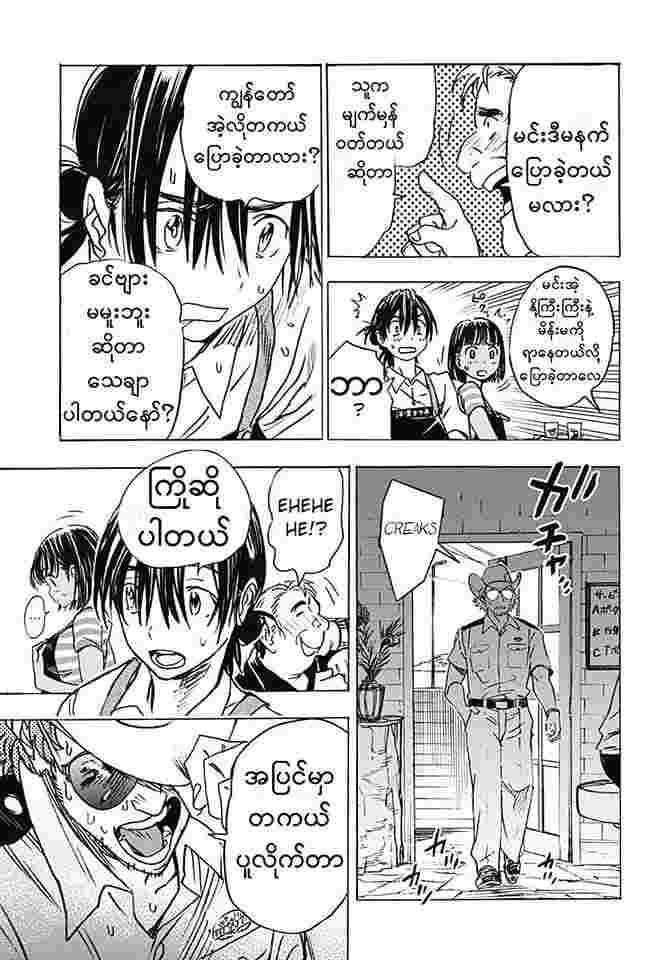 သူက
မျက်မှန်
ဝတ်တယ်
ဆိုတာ
မင်းဒီမနက်
ပြောခဲ့တယ်
မလား?
ကျွန်တော်
အဲ့လိုတကယ်
ပြောခဲ့တာလား?
ခင်ဗျား
မမူးဘူး
ဆိုတာ
သေချာ
ပါတယ်နော်?
မင်းအဲ့
နို့ကြီးကြီးနဲ့
မိန်းမကို
ရာနေတယ်လို့
ပြောခဲ့တာလေ
ဘာ
?
CREAKS
ガチャ
EHEHE
HE!?
ကြိုဆို
ပါတယ်
...
အပြင်မှာ
တကယ်
ပူလိုက်တာ